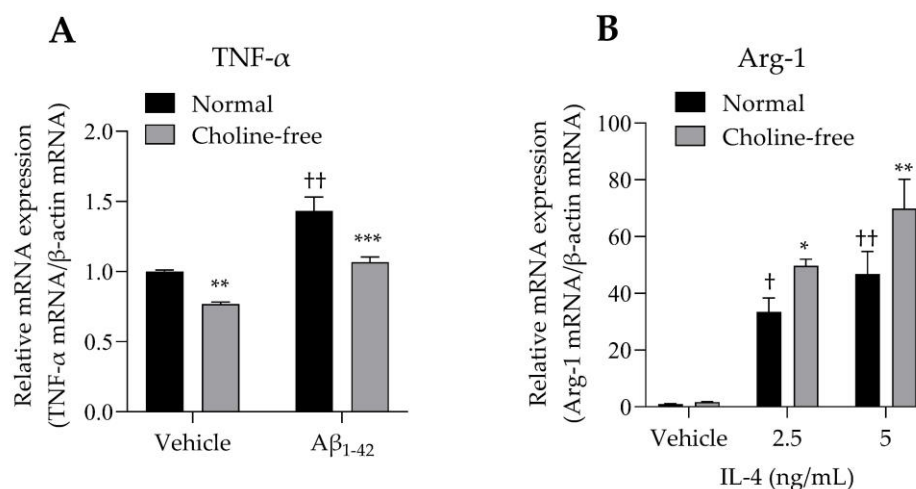 A
TNF-α
Normal
Choline-free
Relative mRNA expression
(TNF-α mRNA/β-actin mRNA)
2.0
1.5
1.0
0.5
0.0
**
††
***
Vehicle
Aβ1-42
B
Arg-1
Normal
Choline-free
Relative mRNA expression
(Arg-1 mRNA/β-actin mRNA)
100
80
60
40
20
0
†
*
††
**
Vehicle
2.5
5
IL-4 (ng/mL)